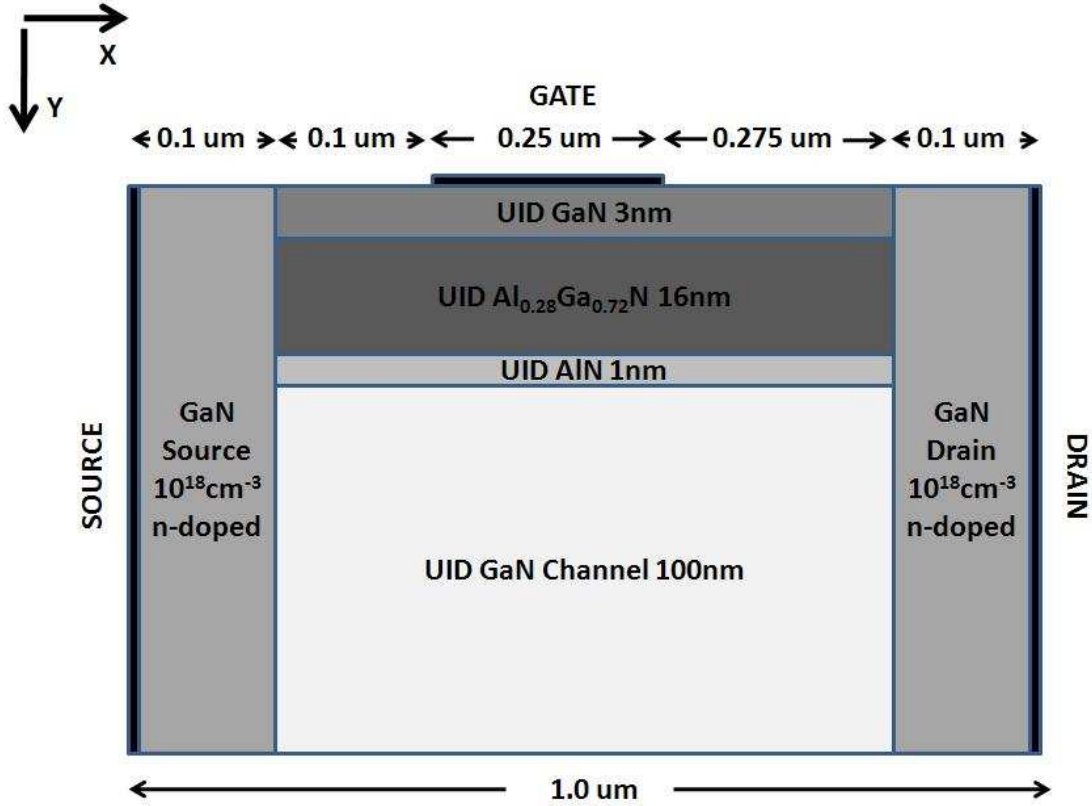 X
Y
GATE
0.1 um 0.1 um 0.25 um 0.275 um 0.1 um
UID GaN 3nm
UID Al₀.₂₈Ga₀.₇₂N 16nm
UID AlN 1nm
SOURCE
GaN
Source
10¹⁸cm⁻³
n-doped
UID GaN Channel 100nm
GaN
Drain
10¹⁸cm⁻³
n-doped
DRAIN
1.0 um